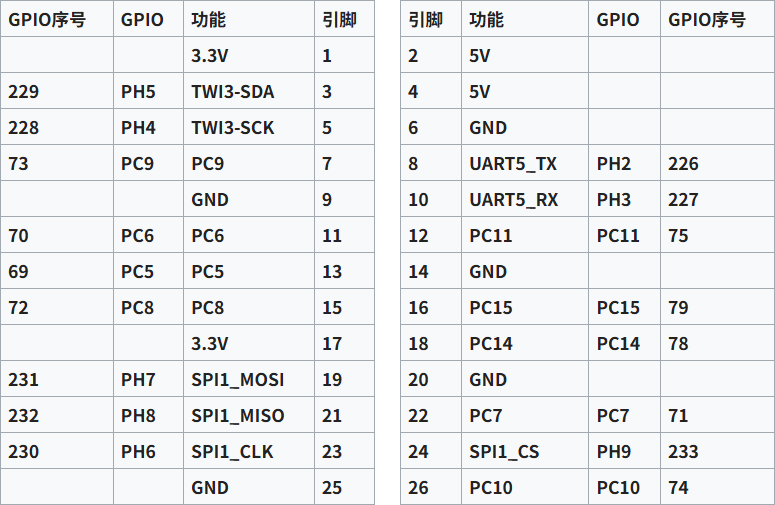 GPIO序号 GPIO 功能 引脚 引脚 功能 GPIO GPIO序号
3.3V 1 2 5V
229 PH5 TWI3-SDA 3 4 5V
228 PH4 TWI3-SCK 5 6 GND
73 PC9 PC9 7 8 UART5_TX PH2 226
GND 9 10 UART5_RX PH3 227
70 PC6 PC6 11 12 PC11 PC11 75
69 PC5 PC5 13 14 GND
72 PC8 PC8 15 16 PC15 PC15 79
3.3V 17 18 PC14 PC14 78
231 PH7 SPI1_MOSI 19 20 GND
232 PH8 SPI1_MISO 21 22 PC7 PC7 71
230 PH6 SPI1_CLK 23 24 SPI1_CS PH9 233
GND 25 26 PC10 PC10 74